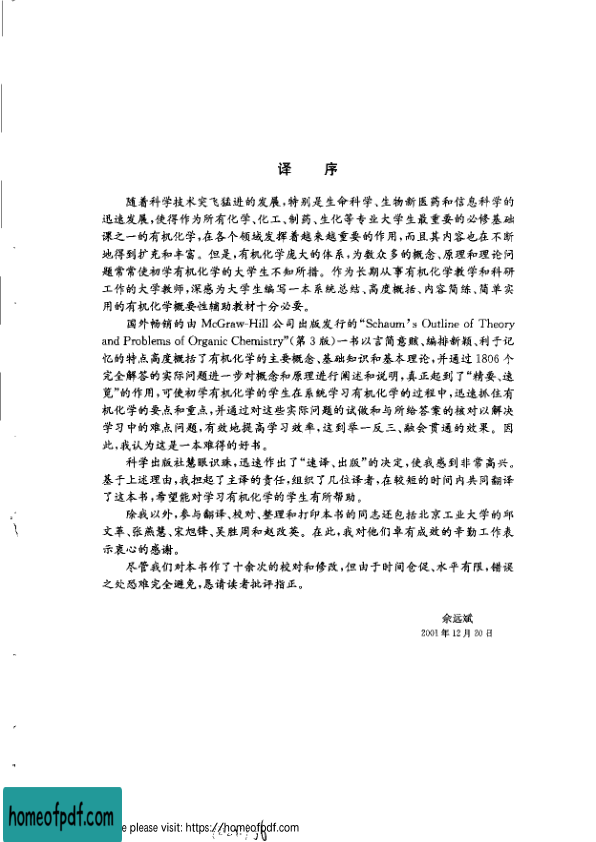 译 序
随着科学技术突飞猛进的发展,特别是生命科学、生物新医药和信息科学的
迅速发展,使得作为所有化学、化工、制药、生化等专业大学生最重要的必修基础
课之一的有机化学,在各个领域发挥着越来越重要的作用,而且其内容也在不断
地得到扩充和丰富。但是,有机化学庞大的体系,为数众多的概念、原理和理论问
题常常使初学有机化学的大学生不知所措。作为长期从事有机化学教学和科研
工作的大学教师,深感为大学生编写一本系统总结、高度概括、内容简练、简单实
用的有机化学概要性辅助教材十分必要。
国外畅销的由 McGraw-Hill 公司出版发行的“Schaum's Outline of Theory
and Problems of Organic Chemistry”(第 3 版)一书以言简意赅、编排新颖、利于记
忆的特点高度概括了有机化学的主要概念、基础知识和基本理论,并通过 1806 个
完全解答的实际问题进一步对概念和原理进行阐述和说明,真正起到了“精要、速
览”的作用,可使初学有机化学的学生在系统学习有机化学的过程中,迅速抓住有
机化学的要点和重点,并通过对这些实际问题的试做和与所给答案的核对以解决
学习中的难点问题,有效地提高学习效率,达到举一反三、融会贯通的效果。因
此,我认为这是一本难得的好书。
科学出版社慧眼识珠,迅速作出了“速译、出版”的决定,使我感到非常高兴。
基于上述理由,我担起了主译的责任,组织了几位译者,在较短的时间内共同翻译
了这本书,希望能对学习有机化学的学生有所帮助。
除我以外,参与翻译、校对、整理和打印本书的同志还包括北京工业大学的邱
文革、张燕慧、宋旭锋、吴胜周和赵改英。在此,我对他们卓有成效的辛勤工作表
示衷心的感谢。
尽管我们对本书作了十余次的校对和修改,但由于时间仓促、水平有限,错误
之处恐难完全避免,恳请读者批评指正。
佘远斌
2001 年 12 月 30 日
homeofpdf.com
e please visit: https://homeofpdf.com